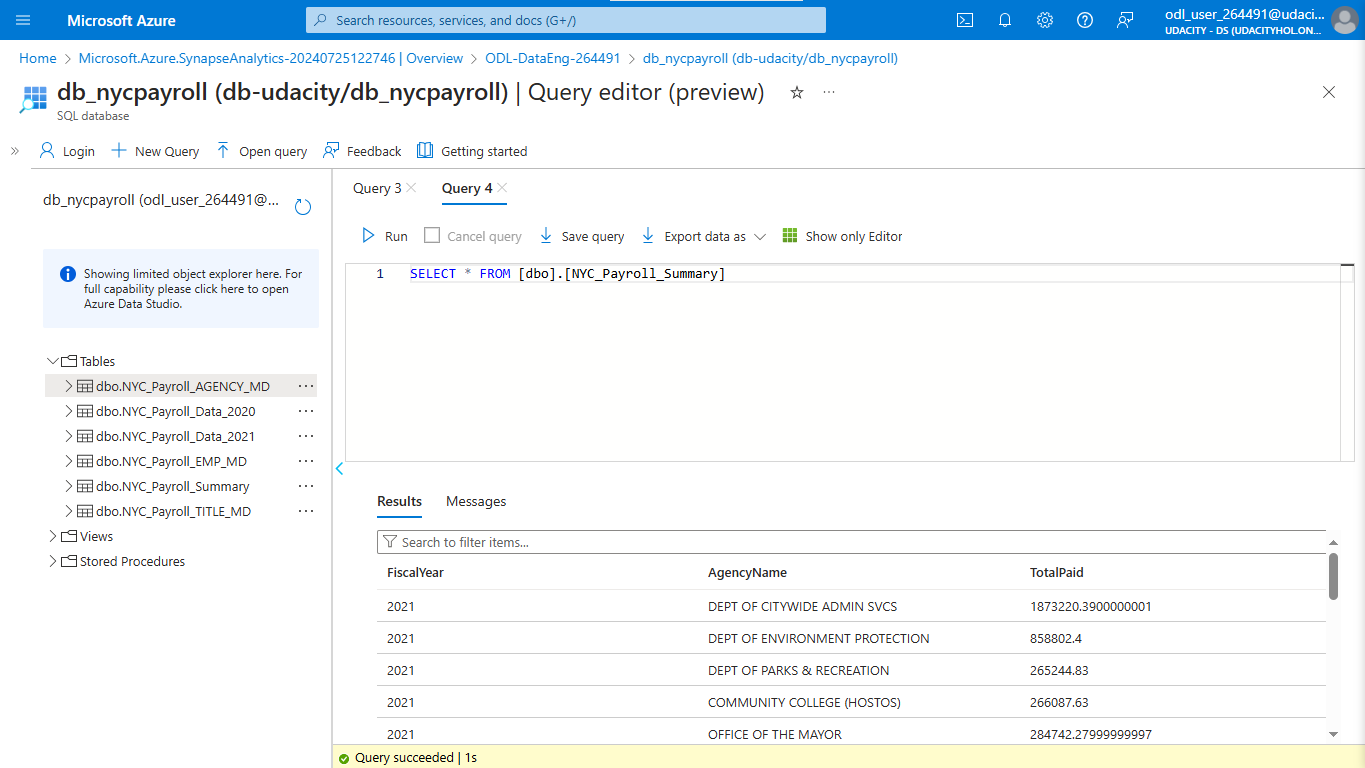 Microsoft Azure
Search resources, services, and docs (G+/)
odl_user_264491@udaci...
UDACITY - DS (UDACITYHOL.ON...
Home > Microsoft.Azure.SynapseAnalytics-20240725122746 | Overview > ODL-DataEng-264491 > db_nycpayroll (db-udacity/db_nycpayroll)
db_nycpayroll (db-udacity/db_nycpayroll) | Query editor (preview)
SQL database
Login
New Query
Open query
Feedback
Getting started
db_nycpayroll (odl_user_264491@...
Showing limited object explorer here. For
full capability please click here to open
Azure Data Studio.
Tables
dbo.NYC_Payroll_AGENCY_MD
dbo.NYC_Payroll_Data_2020
dbo.NYC_Payroll_Data_2021
dbo.NYC_Payroll_EMP_MD
dbo.NYC_Payroll_Summary
dbo.NYC_Payroll_TITLE_MD
Views
Stored Procedures
Query 3
Query 4
Run
Cancel query
Save query
Export data as
Show only Editor
1 SELECT * FROM [dbo].[NYC_Payroll_Summary]
Results
Messages
Search to filter items...
FiscalYear AgencyName TotalPaid
2021 DEPT OF CITYWIDE ADMIN SVCS 1873220.3900000001
2021 DEPT OF ENVIRONMENT PROTECTION 858802.4
2021 DEPT OF PARKS & RECREATION 265244.83
2021 COMMUNITY COLLEGE (HOSTOS) 266087.63
2021 OFFICE OF THE MAYOR 284742.27999999997
Query succeeded | 1s